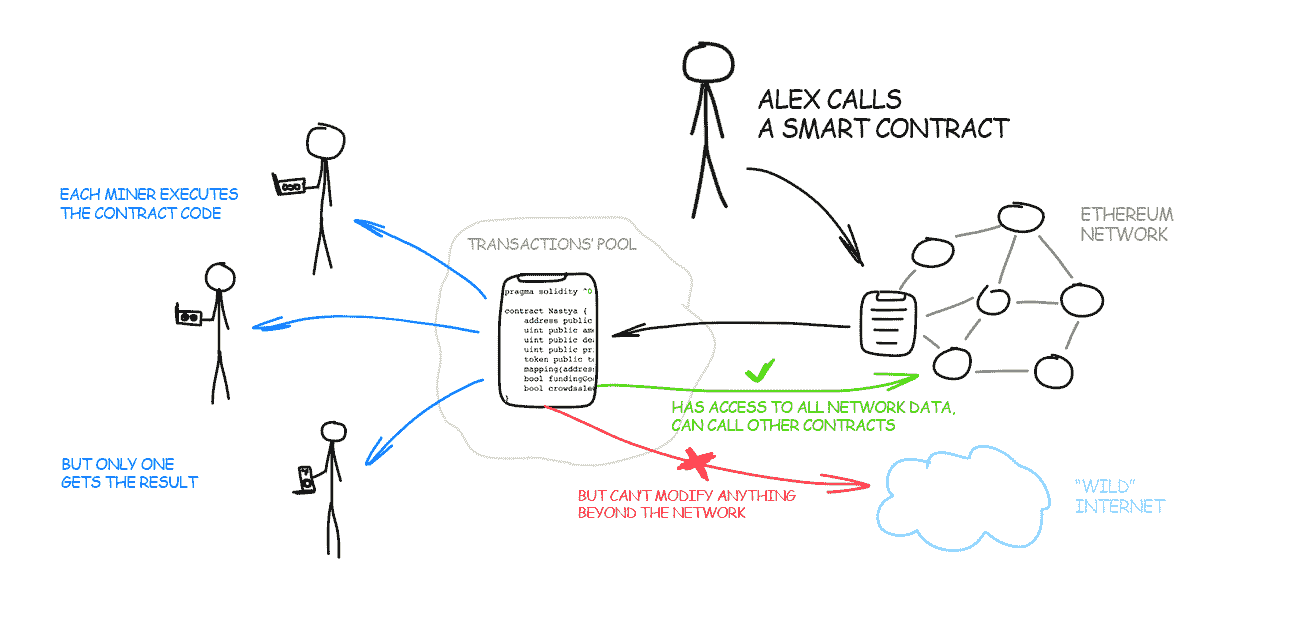 ALEX CALLS
A SMART CONTRACT
EACH MINER EXECUTES
THE CONTRACT CODE
ETHEREUM
NETWORK
TRANSACTIONS' POOL
pragma solidity ^0
contract Nastya {
address public
uint public amo
uint public de
uint public pr
token public to
mapping(address
bool fundingGo
bool crowdsale
}
HAS ACCESS TO ALL NETWORK DATA,
CAN CALL OTHER CONTRACTS
BUT ONLY ONE
GETS THE RESULT
BUT CAN'T MODIFY ANYTHING
BEYOND THE NETWORK
"WILD"
INTERNET